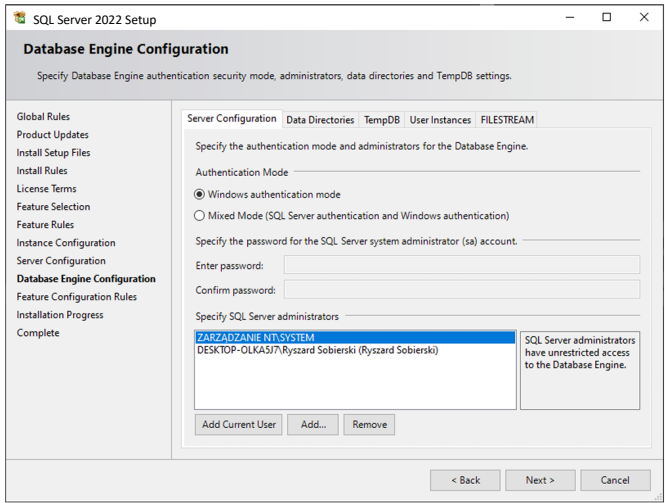 SQL Server 2022 Setup
Database Engine Configuration
Specify Database Engine authentication security mode, administrators, data directories and TempDB settings.
Global Rules
Product Updates
Install Setup Files
Install Rules
License Terms
Feature Selection
Feature Rules
Instance Configuration
Server Configuration
Database Engine Configuration
Feature Configuration Rules
Installation Progress
Complete
Server Configuration Data Directories TempDB User Instances FILESTREAM
Specify the authentication mode and administrators for the Database Engine.
Authentication Mode
Windows authentication mode
Mixed Mode (SQL Server authentication and Windows authentication)
Specify the password for the SQL Server system administrator (sa) account.
Enter password:
Confirm password:
Specify SQL Server administrators
ZARZĄDZANIE NT\SYSTEM
DESKTOP-OLKA5J7\Ryszard Sobierski (Ryszard Sobierski)
SQL Server administrators
have unrestricted access
to the Database Engine.
Add Current User Add... Remove
< Back Next > Cancel